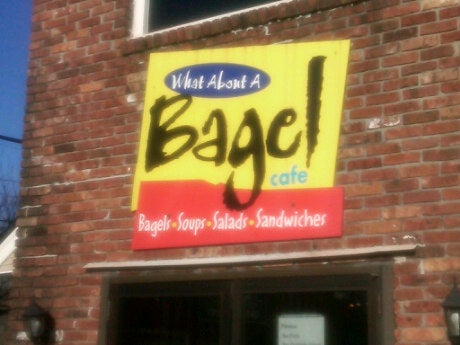 What About A
Bagel
cafe
Bagels • Soups • Salads • Sandwiches